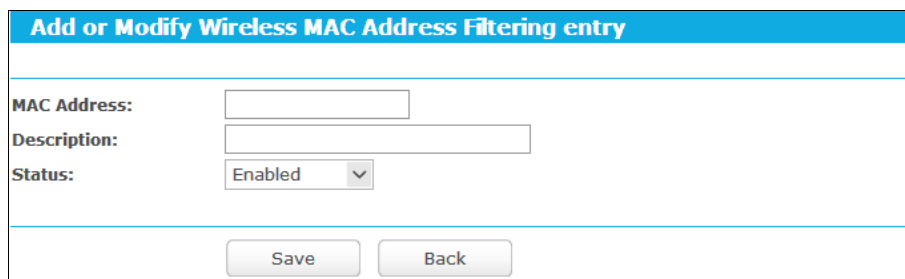 Add or Modify Wireless MAC Address Filtering entry
MAC Address:
Description:
Status: Enabled
Save Back